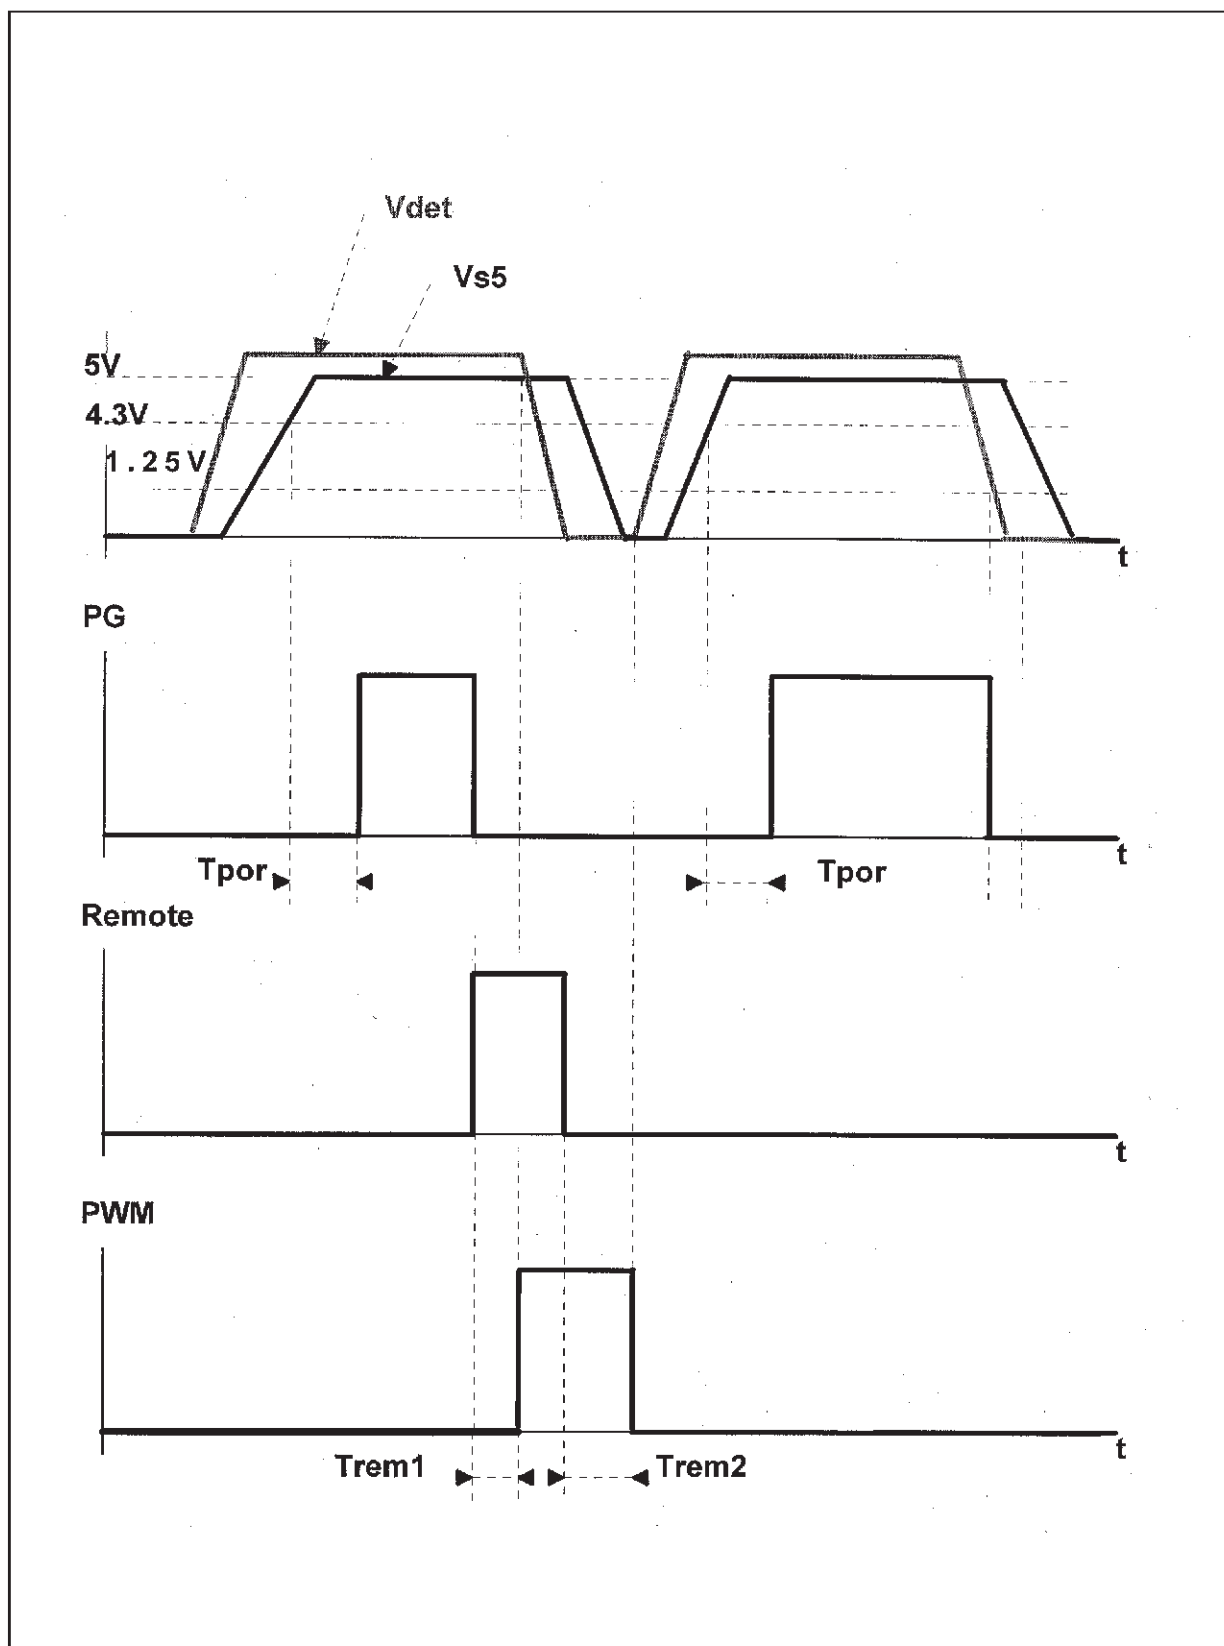 Vdet
Vs5
5V
4.3V
1.25V
t
PG
t
Tpor
Tpor
Remote
t
PWM
t
Trem1
Trem2